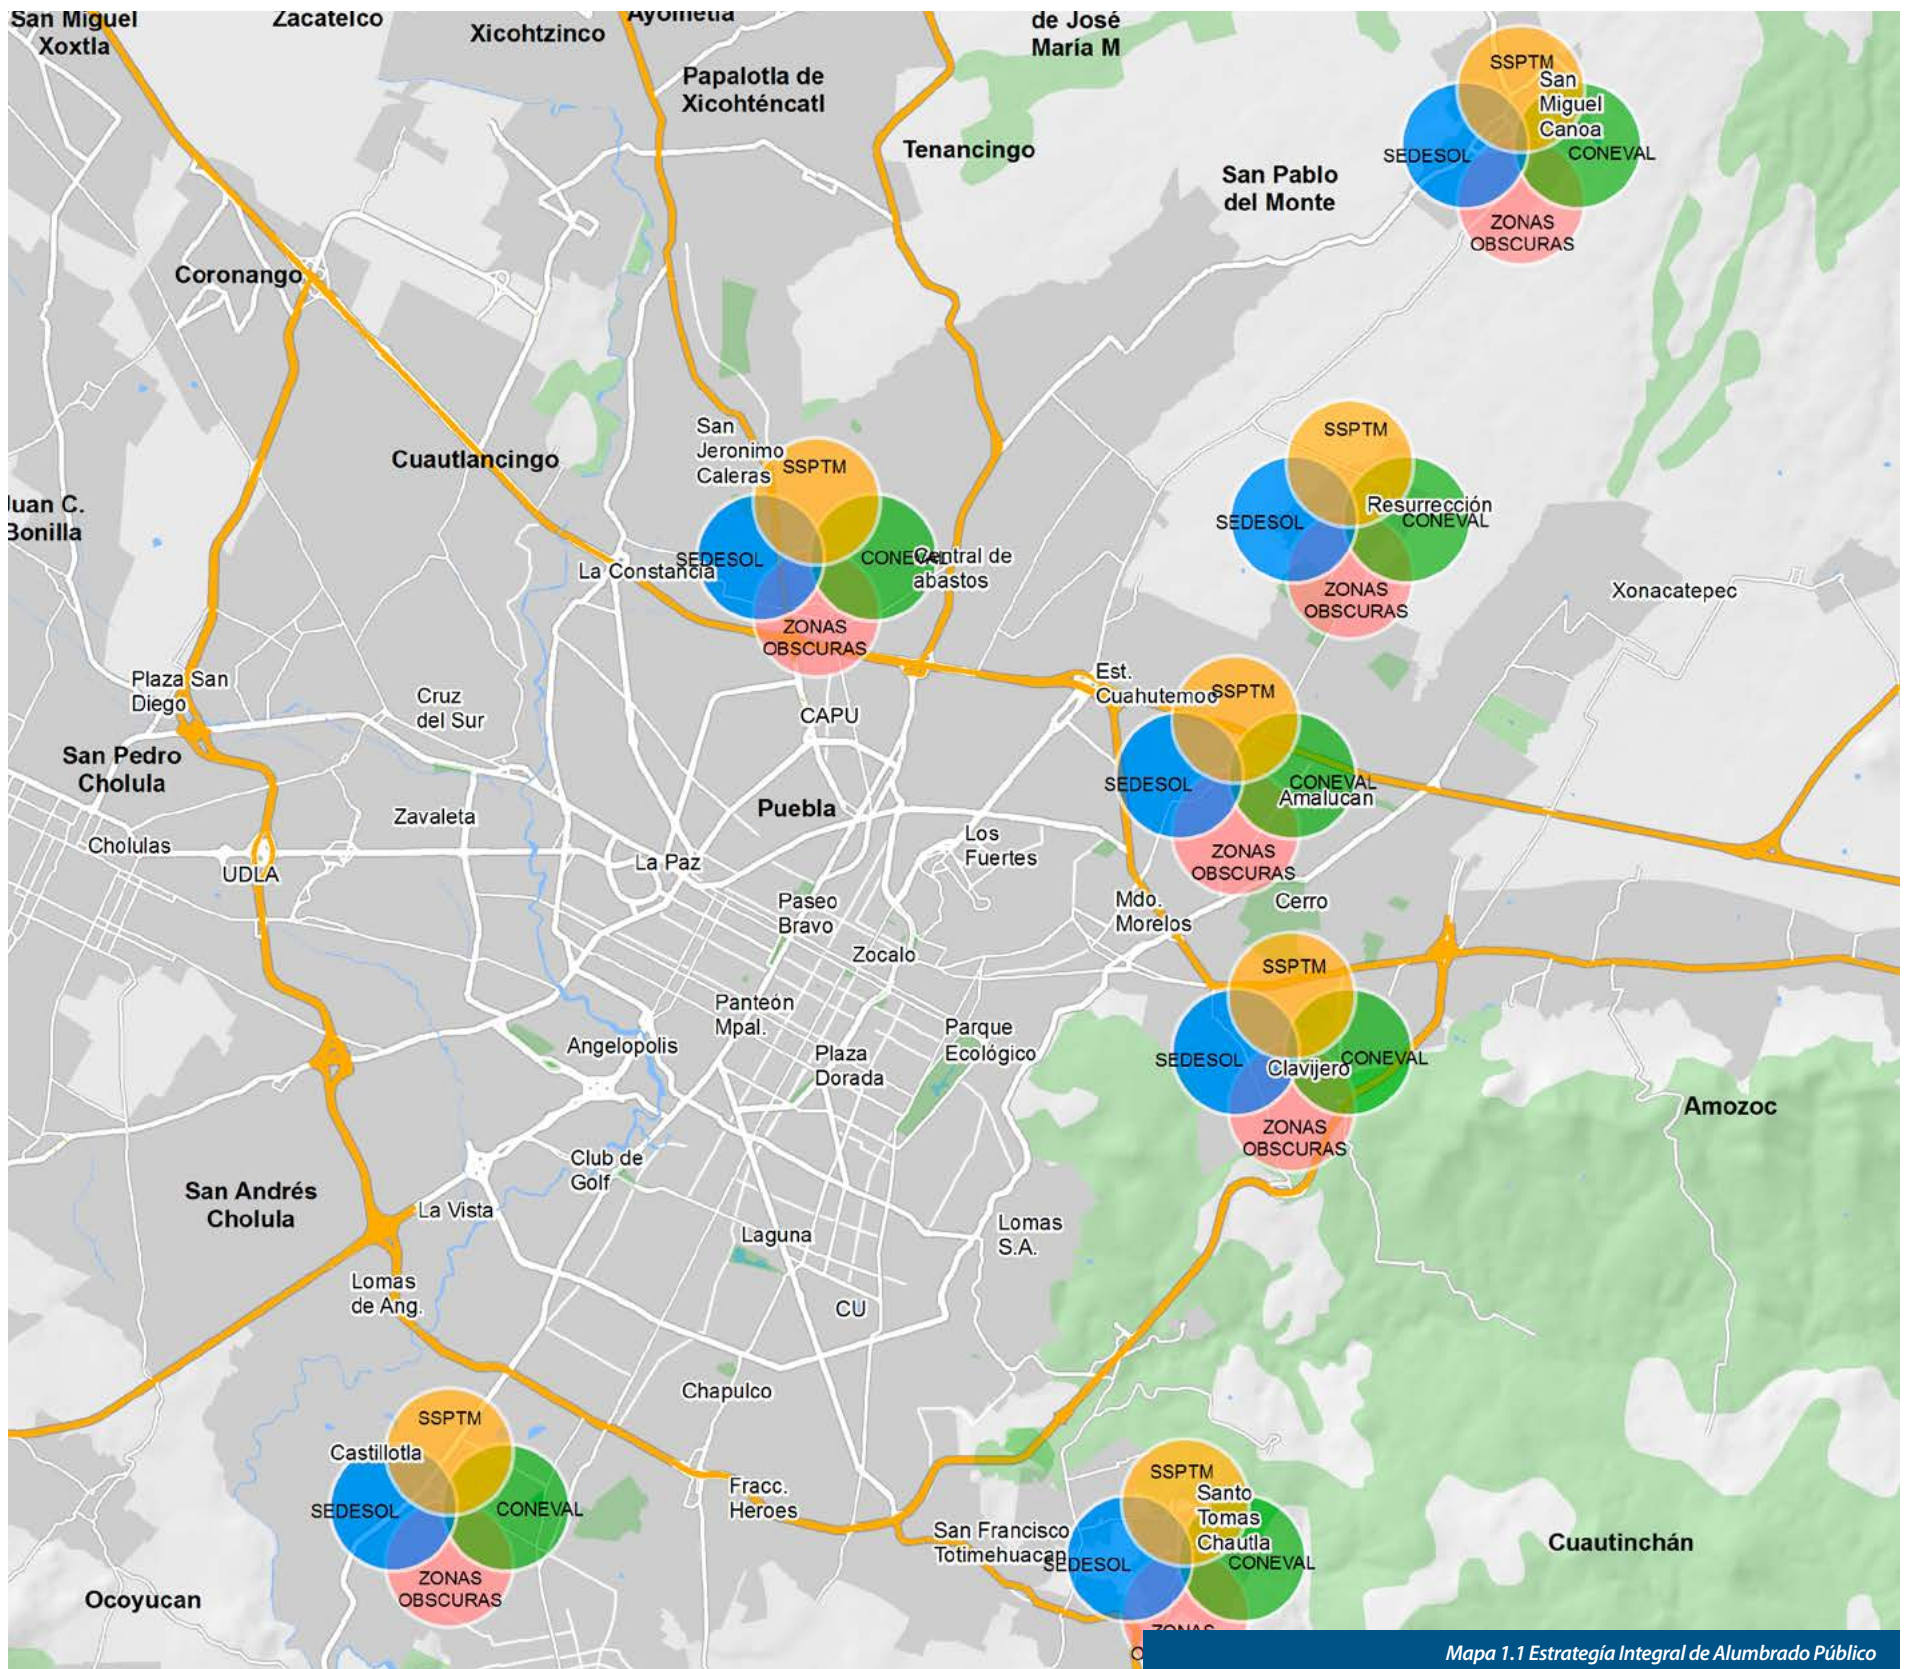 San Miguel
Xoxtla
Zacatelco
Xicohtzinco
Ayometla
de José
María M
Papalotla de
Xicohténcatl
Tenancingo
San Pablo
del Monte
SSPTM
San
Miguel
Canoa
SEDESOL
CONEVAL
ZONAS
OBSCURAS
Coronango
Cuautlancingo
Juan C.
Bonilla
San
Jeronimo
Caleras
SSPTM
SEDESOL
CONEVAL
Central de
abastos
La Constancia
ZONAS
OBSCURAS
SSPTM
Resurrección
SEDESOL
CONEVAL
ZONAS
OBSCURAS
Xonacatepec
Plaza San
Diego
Cruz
del Sur
CAPU
Est.
Cuahutemoc
SSPTM
SEDESOL
CONEVAL
Amalucan
ZONAS
OBSCURAS
San Pedro
Cholula
Puebla
Zavaleta
Cholulas
UDLA
La Paz
Los
Fuertes
Paseo
Bravo
Mdo.
Morelos
Cerro
Zocalo
SSPTM
SEDESOL
CONEVAL
Clavijero
ZONAS
OBSCURAS
Panteón
Mpal.
Angelopolis
Parque
Ecológico
Plaza
Dorada
Amozoc
Club de
Golf
San Andrés
Cholula
La Vista
Laguna
Lomas
S.A.
Lomas
de Ang.
CU
Chapulco
SSPTM
Castillotla
SEDESOL
CONEVAL
ZONAS
OBSCURAS
Fracc.
Heroes
San Francisco
Totimehuacan
SSPTM
Santo
Tomas
Chautla
SEDESOL
CONEVAL
ZONAS
O
Cuautinchán
Ocoyucan
Mapa 1.1 Estrategía Integral de Alumbrado Público